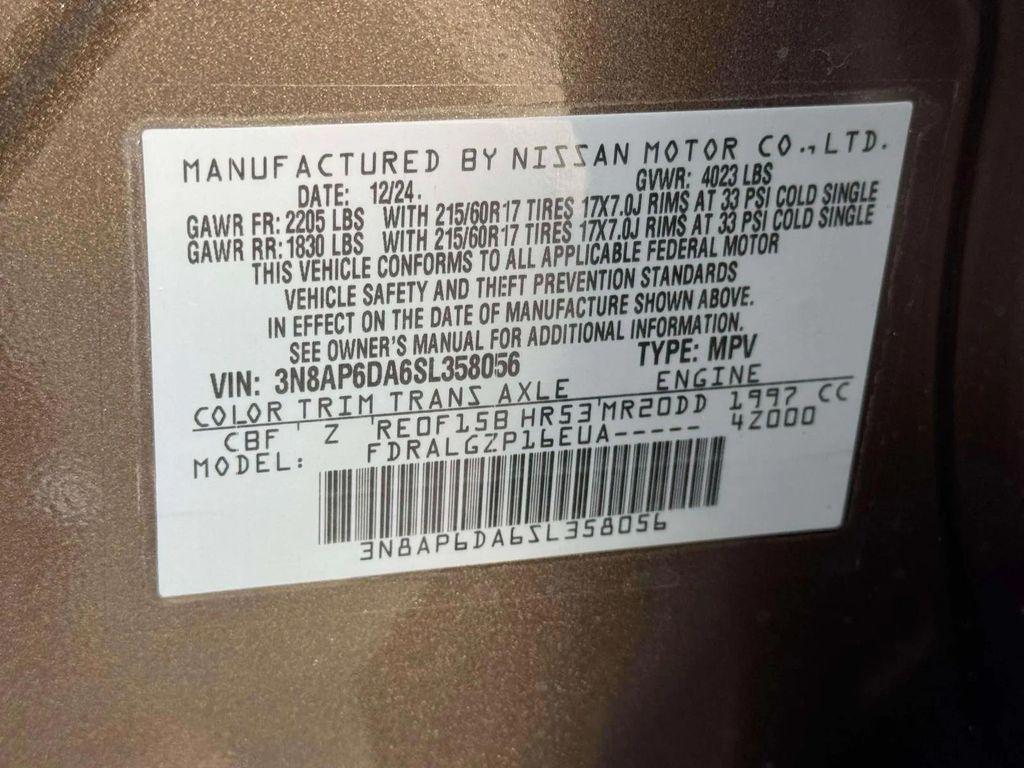 MANUFACTURED BY NISSAN MOTOR CO.,LTD.
DATE: 12/24. GVWR: 4023 LBS
GAWR FR: 2205 LBS WITH 215/60R17 TIRES 17X7.0J RIMS AT 33 PSI COLD SINGLE
GAWR RR: 1830 LBS WITH 215/60R17 TIRES 17X7.0J RIMS AT 33 PSI COLD SINGLE
THIS VEHICLE CONFORMS TO ALL APPLICABLE FEDERAL MOTOR
VEHICLE SAFETY AND THEFT PREVENTION STANDARDS
IN EFFECT ON THE DATE OF MANUFACTURE SHOWN ABOVE.
SEE OWNER'S MANUAL FOR ADDITIONAL INFORMATION.
VIN: 3N8AP6DA6SL358056 TYPE: MPV
COLOR TRIM TRANS AXLE ENGINE
CBF Z RE0F15B HR53 MR20DD 1997 CC
MODEL: FDRALGZP16EUA----- 4Z000
3N8AP6DA6SL358056